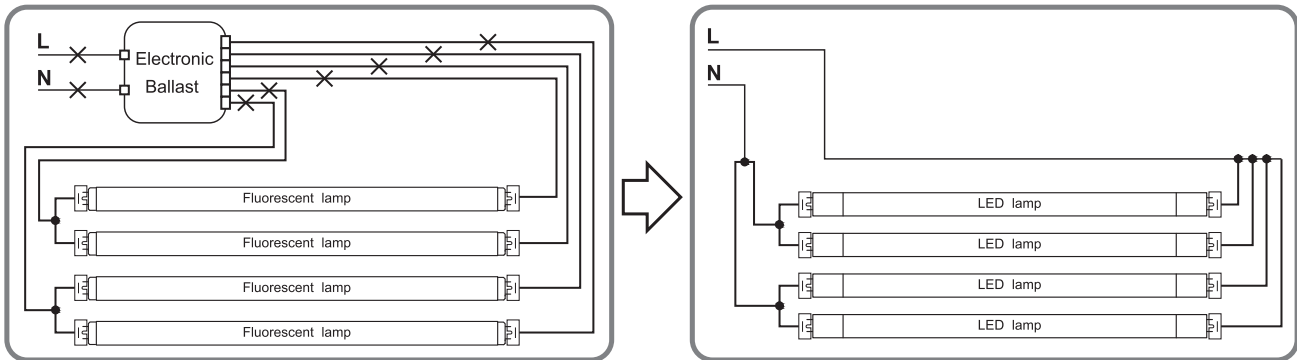 L
N
Electronic
Ballast
Fluorescent lamp
Fluorescent lamp
Fluorescent lamp
Fluorescent lamp
L
N
LED lamp
LED lamp
LED lamp
LED lamp